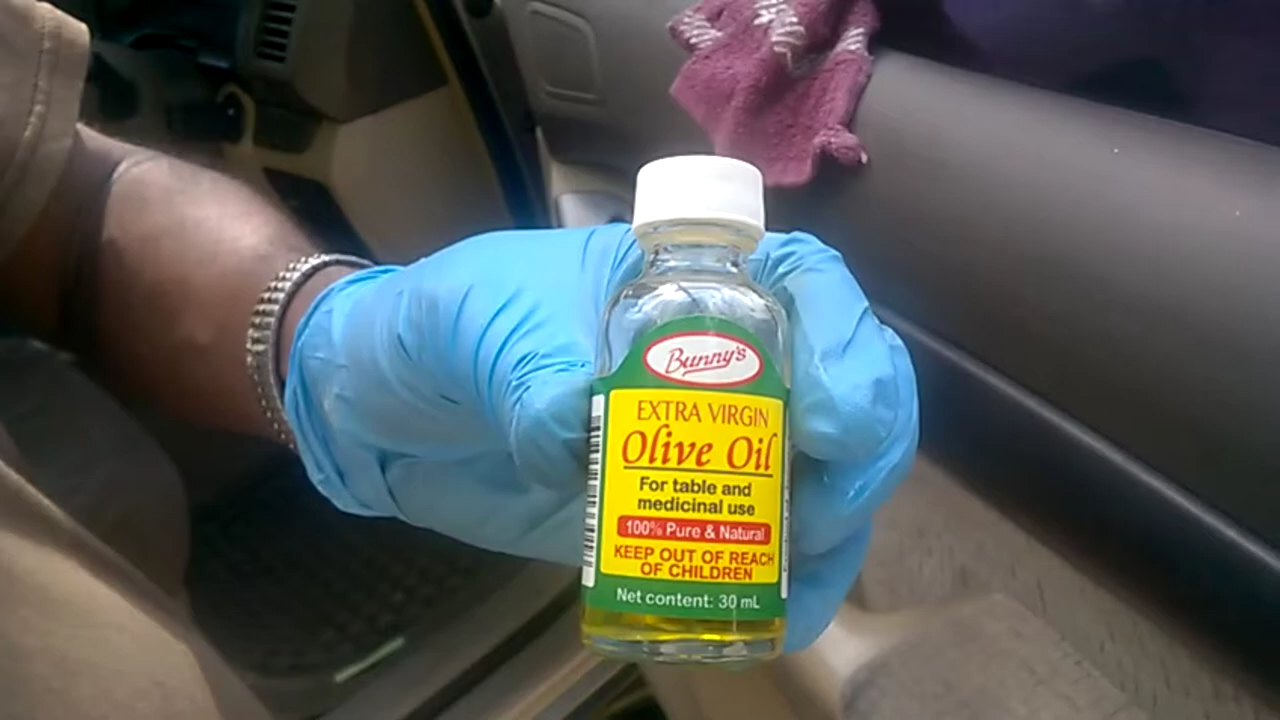 Bunny's
EXTRA VIRGIN
Olive Oil
For table and
medicinal use
100% Pure & Natural
KEEP OUT OF REACH
OF CHILDREN
Net content: 30 mL